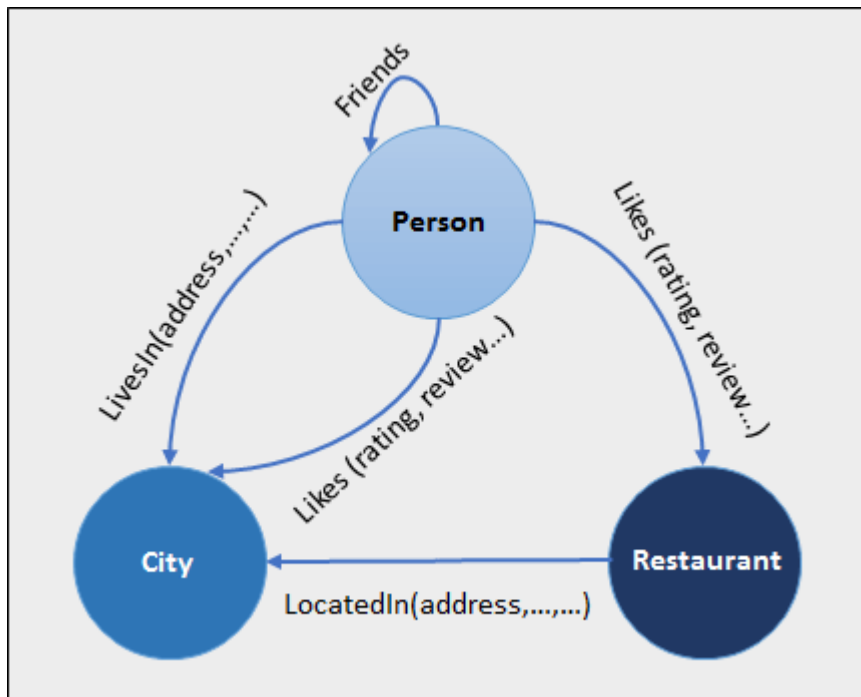 Friends
Person
LivesIn(address,...,...)
Likes (rating, review...)
Likes (rating, review...)
City
Restaurant
LocatedIn(address,...,...)